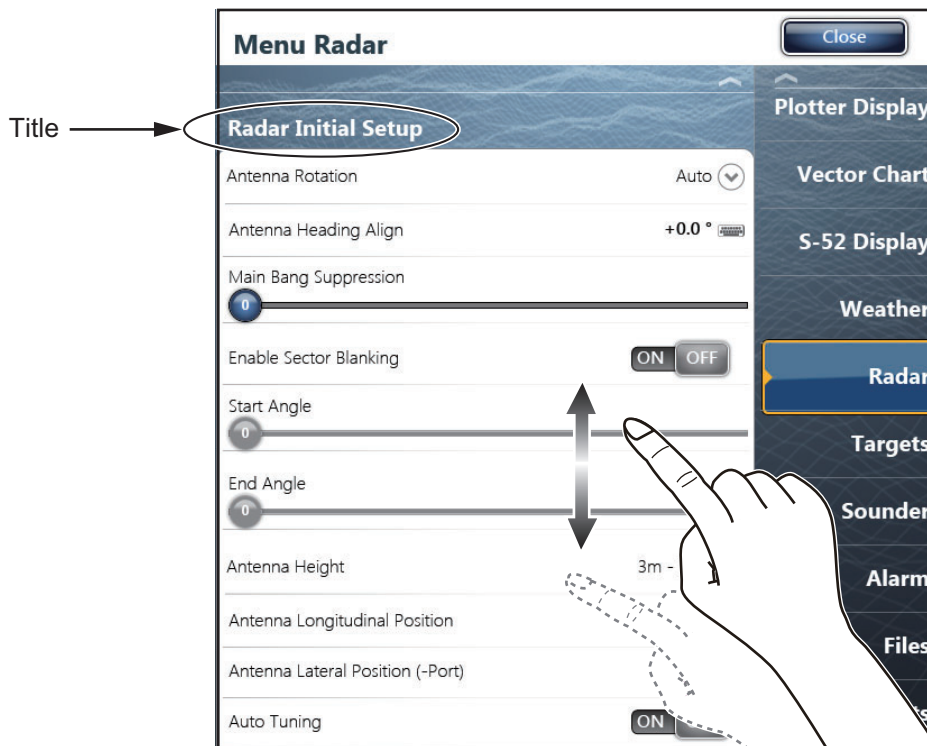 Menu Radar
Close
Title
Radar Initial Setup
Antenna Rotation Auto
Antenna Heading Align +0.0 °
Main Bang Suppression
0
Enable Sector Blanking ON OFF
Start Angle
0
End Angle
0
Antenna Height 3m -
Antenna Longitudinal Position
Antenna Lateral Position (-Port)
Auto Tuning ON
Plotter Display
Vector Chart
S-52 Display
Weather
Radar
Targets
Sounder
Alarm
Files